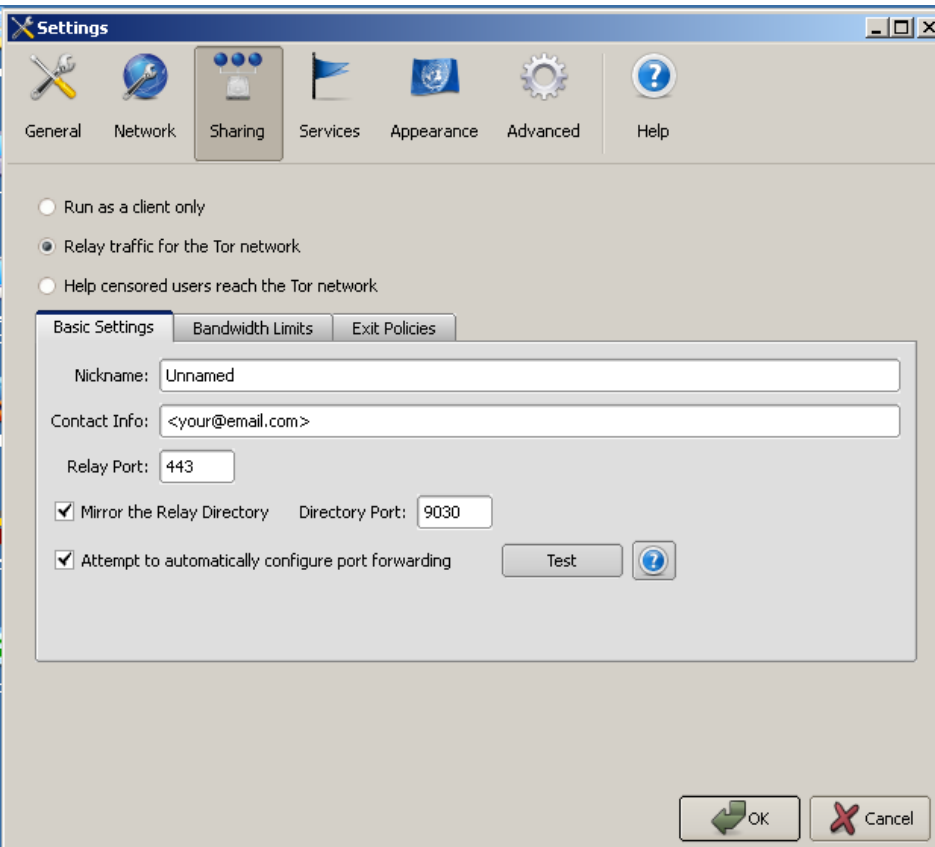 Settings
General Network Sharing Services Appearance Advanced Help
Run as a client only
Relay traffic for the Tor network
Help censored users reach the Tor network
Basic Settings Bandwidth Limits Exit Policies
Nickname: Unnamed
Contact Info: <your@email.com>
Relay Port: 443
Mirror the Relay Directory Directory Port: 9030
Attempt to automatically configure port forwarding Test ?
OK Cancel